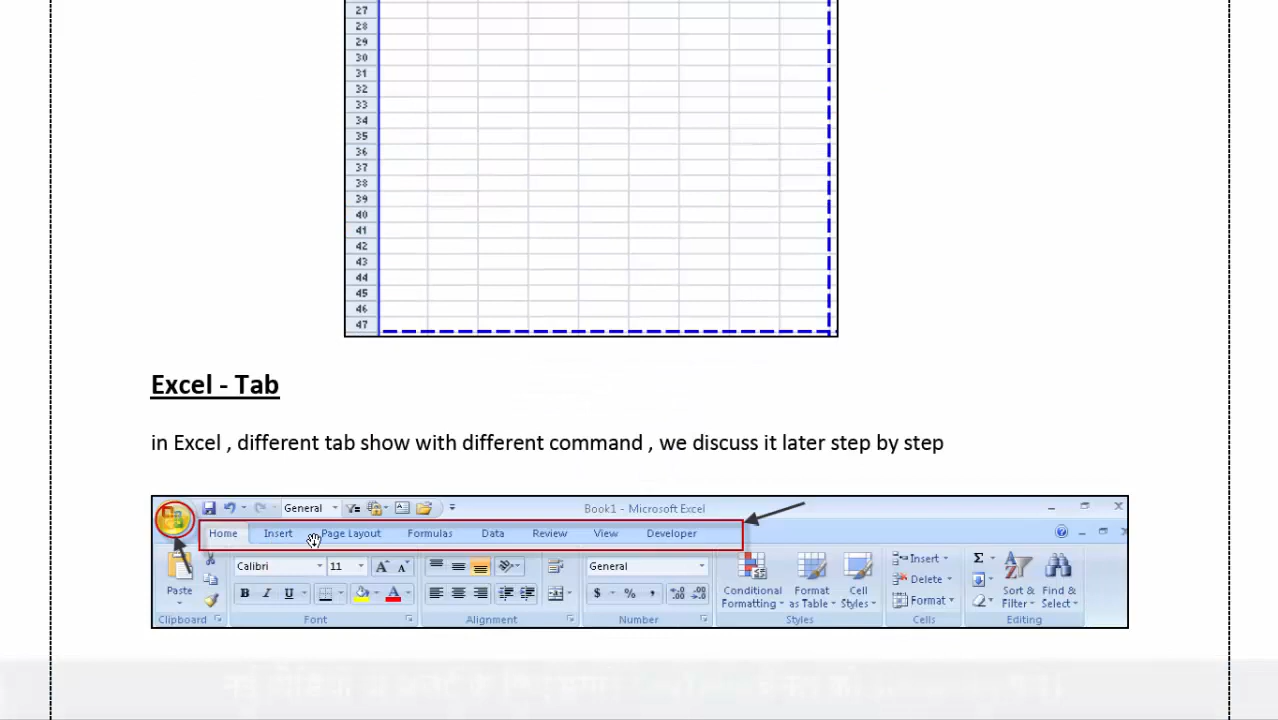 27
28
29
30
31
32
33
34
35
36
37
38
39
40
41
42
43
44
45
46
47
Excel - Tab
in Excel , different tab show with different command , we discuss it later step by step
General Book1 - Microsoft Excel
Home Insert Page Layout Formulas Data Review View Developer
Calibri 11 General Insert Σ
Paste B I U A $ % , Conditional Formatting Format as Table Cell Styles Delete Sort & Filter Find & Select
Format
Clipboard Font Alignment Number Styles Cells Editing